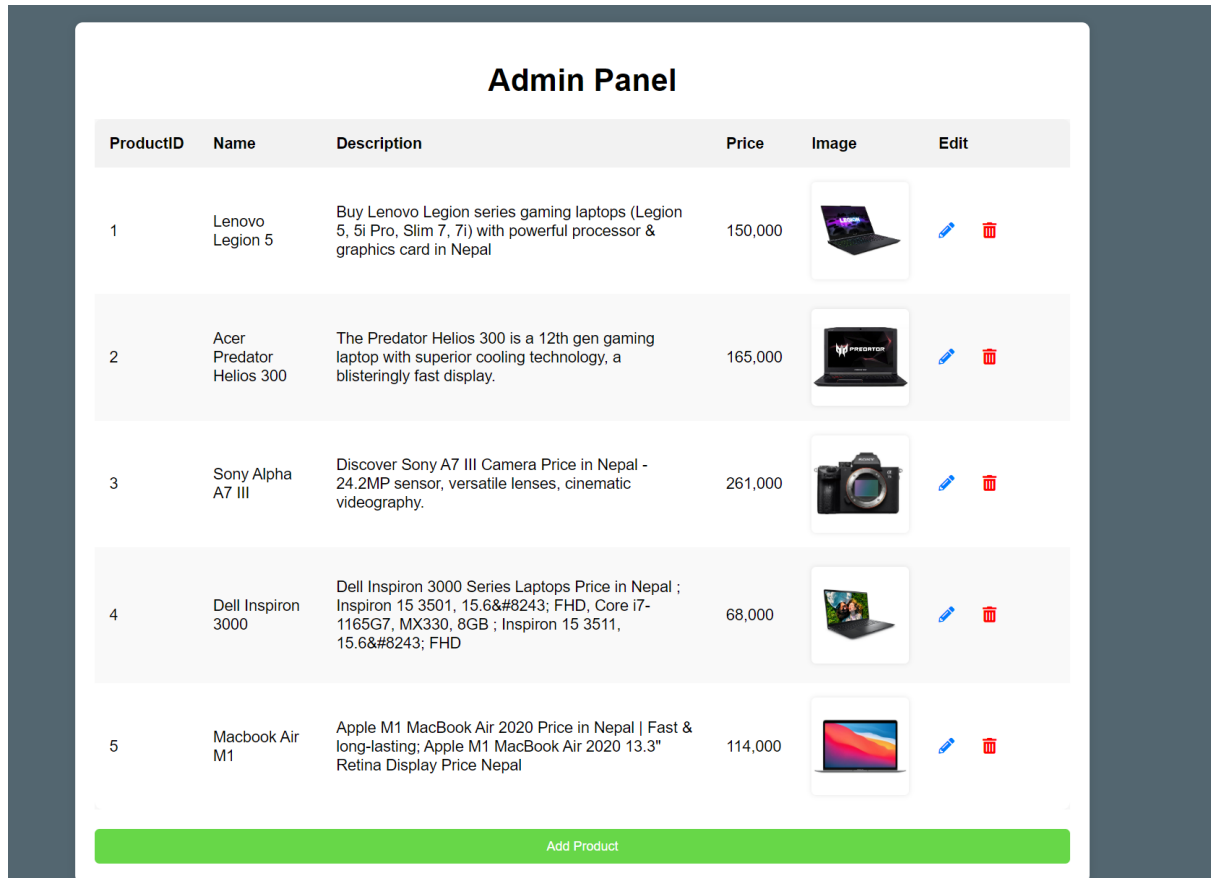 Admin Panel
ProductID Name Description Price Image Edit
1
Lenovo
Legion 5
Buy Lenovo Legion series gaming laptops (Legion
5, 5i Pro, Slim 7, 7i) with powerful processor &
graphics card in Nepal
150,000
LEGION
2
Acer
Predator
Helios 300
The Predator Helios 300 is a 12th gen gaming
laptop with superior cooling technology, a
blisteringly fast display.
165,000
PREDATOR
3
Sony Alpha
A7 III
Discover Sony A7 III Camera Price in Nepal -
24.2MP sensor, versatile lenses, cinematic
videography.
261,000
SONY
4
Dell Inspiron
3000
Dell Inspiron 3000 Series Laptops Price in Nepal ;
Inspiron 15 3501, 15.6&#8243; FHD, Core i7-
1165G7, MX330, 8GB ; Inspiron 15 3511,
15.6&#8243; FHD
68,000
5
Macbook Air
M1
Apple M1 MacBook Air 2020 Price in Nepal | Fast &
long-lasting; Apple M1 MacBook Air 2020 13.3"
Retina Display Price Nepal
114,000
Add Product